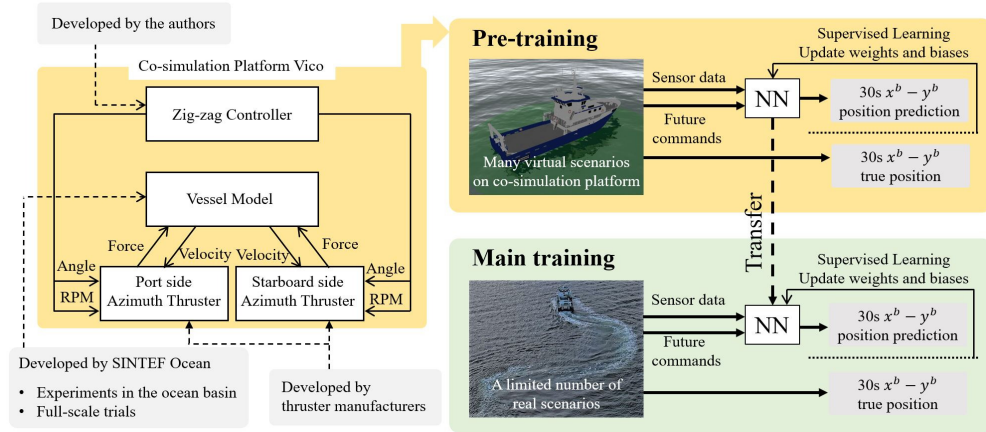 Developed by the authors
Co-simulation Platform Vico
Zig-zag Controller
Vessel Model
Force
Velocity
Velocity
Force
Angle
RPM
Port side
Azimuth Thruster
Starboard side
Azimuth Thruster
Angle
RPM
Developed by SINTEF Ocean
• Experiments in the ocean basin
• Full-scale trials
Developed by
thruster manufacturers
Pre-training
Many virtual scenarios
on co-simulation platform
Sensor data
Future
commands
NN
Supervised Learning
Update weights and biases
30s x^b − y^b
position prediction
30s x^b − y^b
true position
Transfer
Main training
A limited number of
real scenarios
Sensor data
Future
commands
NN
Supervised Learning
Update weights and biases
30s x^b − y^b
position prediction
30s x^b − y^b
true position